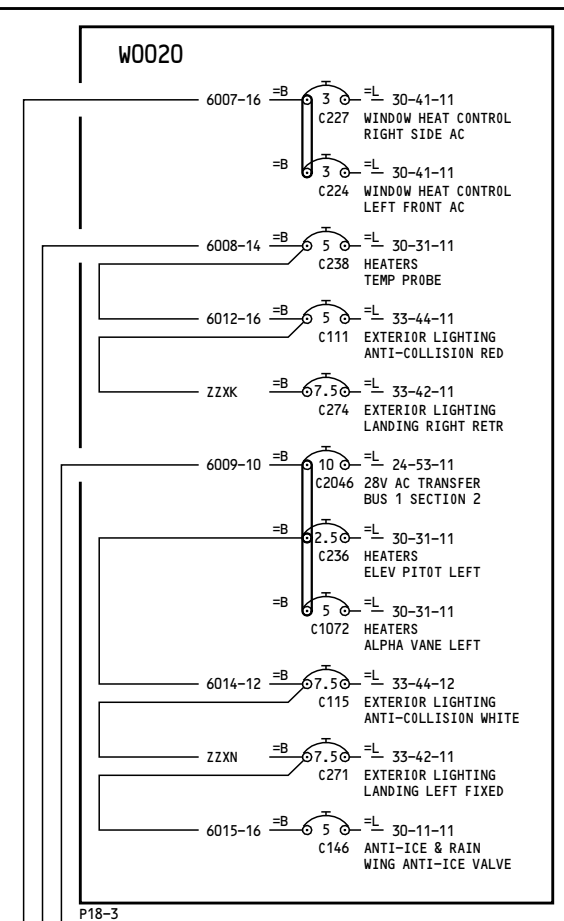 W0020
6007-16 =B 3 =L 30-41-11
C227 WINDOW HEAT CONTROL
RIGHT SIDE AC
=B 3 =L 30-41-11
C224 WINDOW HEAT CONTROL
LEFT FRONT AC
6008-14 =B 5 =L 30-31-11
C238 HEATERS
TEMP PROBE
6012-16 =B 5 =L 33-44-11
C111 EXTERIOR LIGHTING
ANTI-COLLISION RED
ZZXK =B 7.5 =L 33-42-11
C274 EXTERIOR LIGHTING
LANDING RIGHT RETR
6009-10 =B 10 =L 24-53-11
C2046 28V AC TRANSFER
BUS 1 SECTION 2
=B 2.5 =L 30-31-11
C236 HEATERS
ELEV PITOT LEFT
=B 5 =L 30-31-11
C1072 HEATERS
ALPHA VANE LEFT
6014-12 =B 7.5 =L 33-44-12
C115 EXTERIOR LIGHTING
ANTI-COLLISION WHITE
ZZXN =B 7.5 =L 33-42-11
C271 EXTERIOR LIGHTING
LANDING LEFT FIXED
6015-16 =B 5 =L 30-11-11
C146 ANTI-ICE & RAIN
WING ANTI-ICE VALVE
P18-3